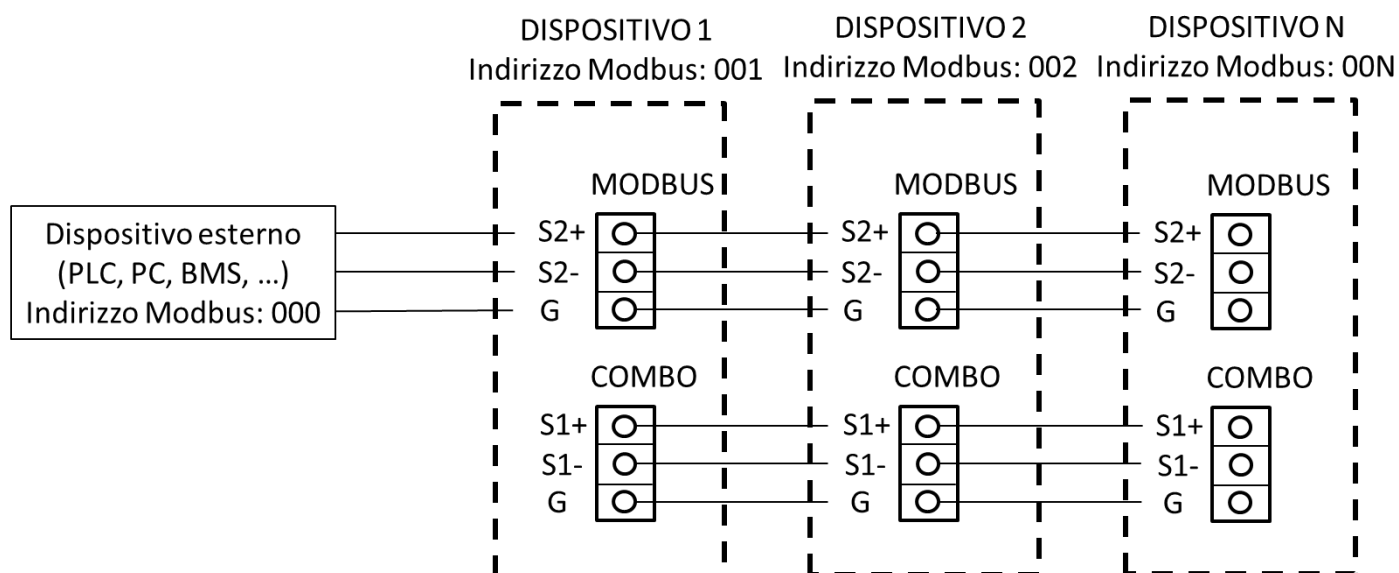 DISPOSITIVO 1
Indirizzo Modbus: 001
DISPOSITIVO 2
Indirizzo Modbus: 002
DISPOSITIVO N
Indirizzo Modbus: 00N
Dispositivo esterno
(PLC, PC, BMS, ...)
Indirizzo Modbus: 000
MODBUS
S2+
S2-
G
COMBO
S1+
S1-
G
MODBUS
S2+
S2-
G
COMBO
S1+
S1-
G
MODBUS
S2+
S2-
G
COMBO
S1+
S1-
G